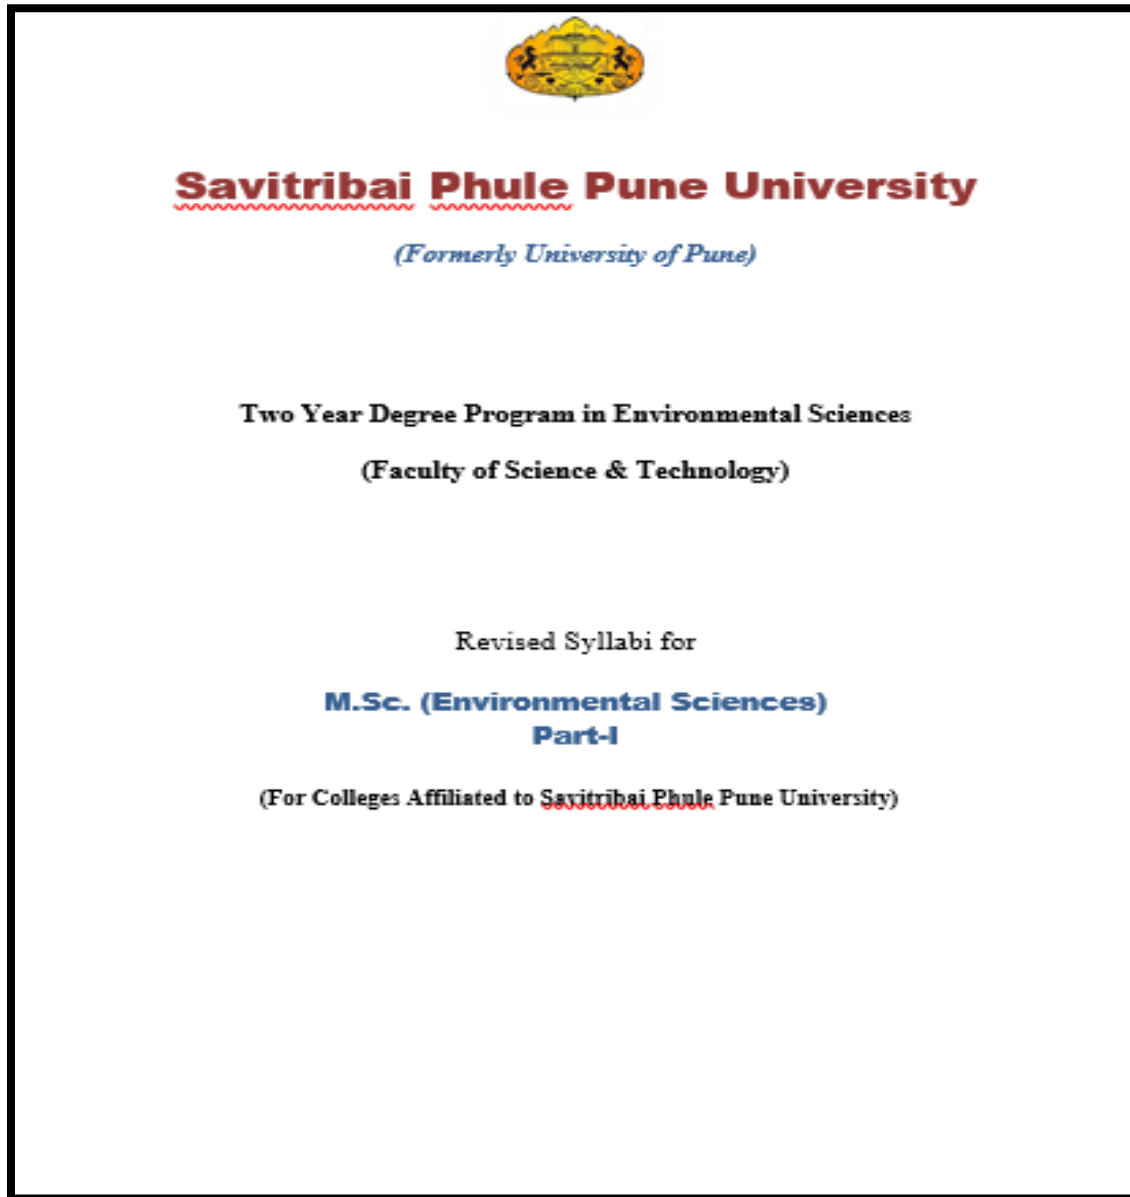 Savitribai Phule Pune University
(Formerly University of Pune)
Two Year Degree Program in Environmental Sciences
(Faculty of Science & Technology)
Revised Syllabi for
M.Sc. (Environmental Sciences)
Part-I
(For Colleges Affiliated to Savitribai Phule Pune University)